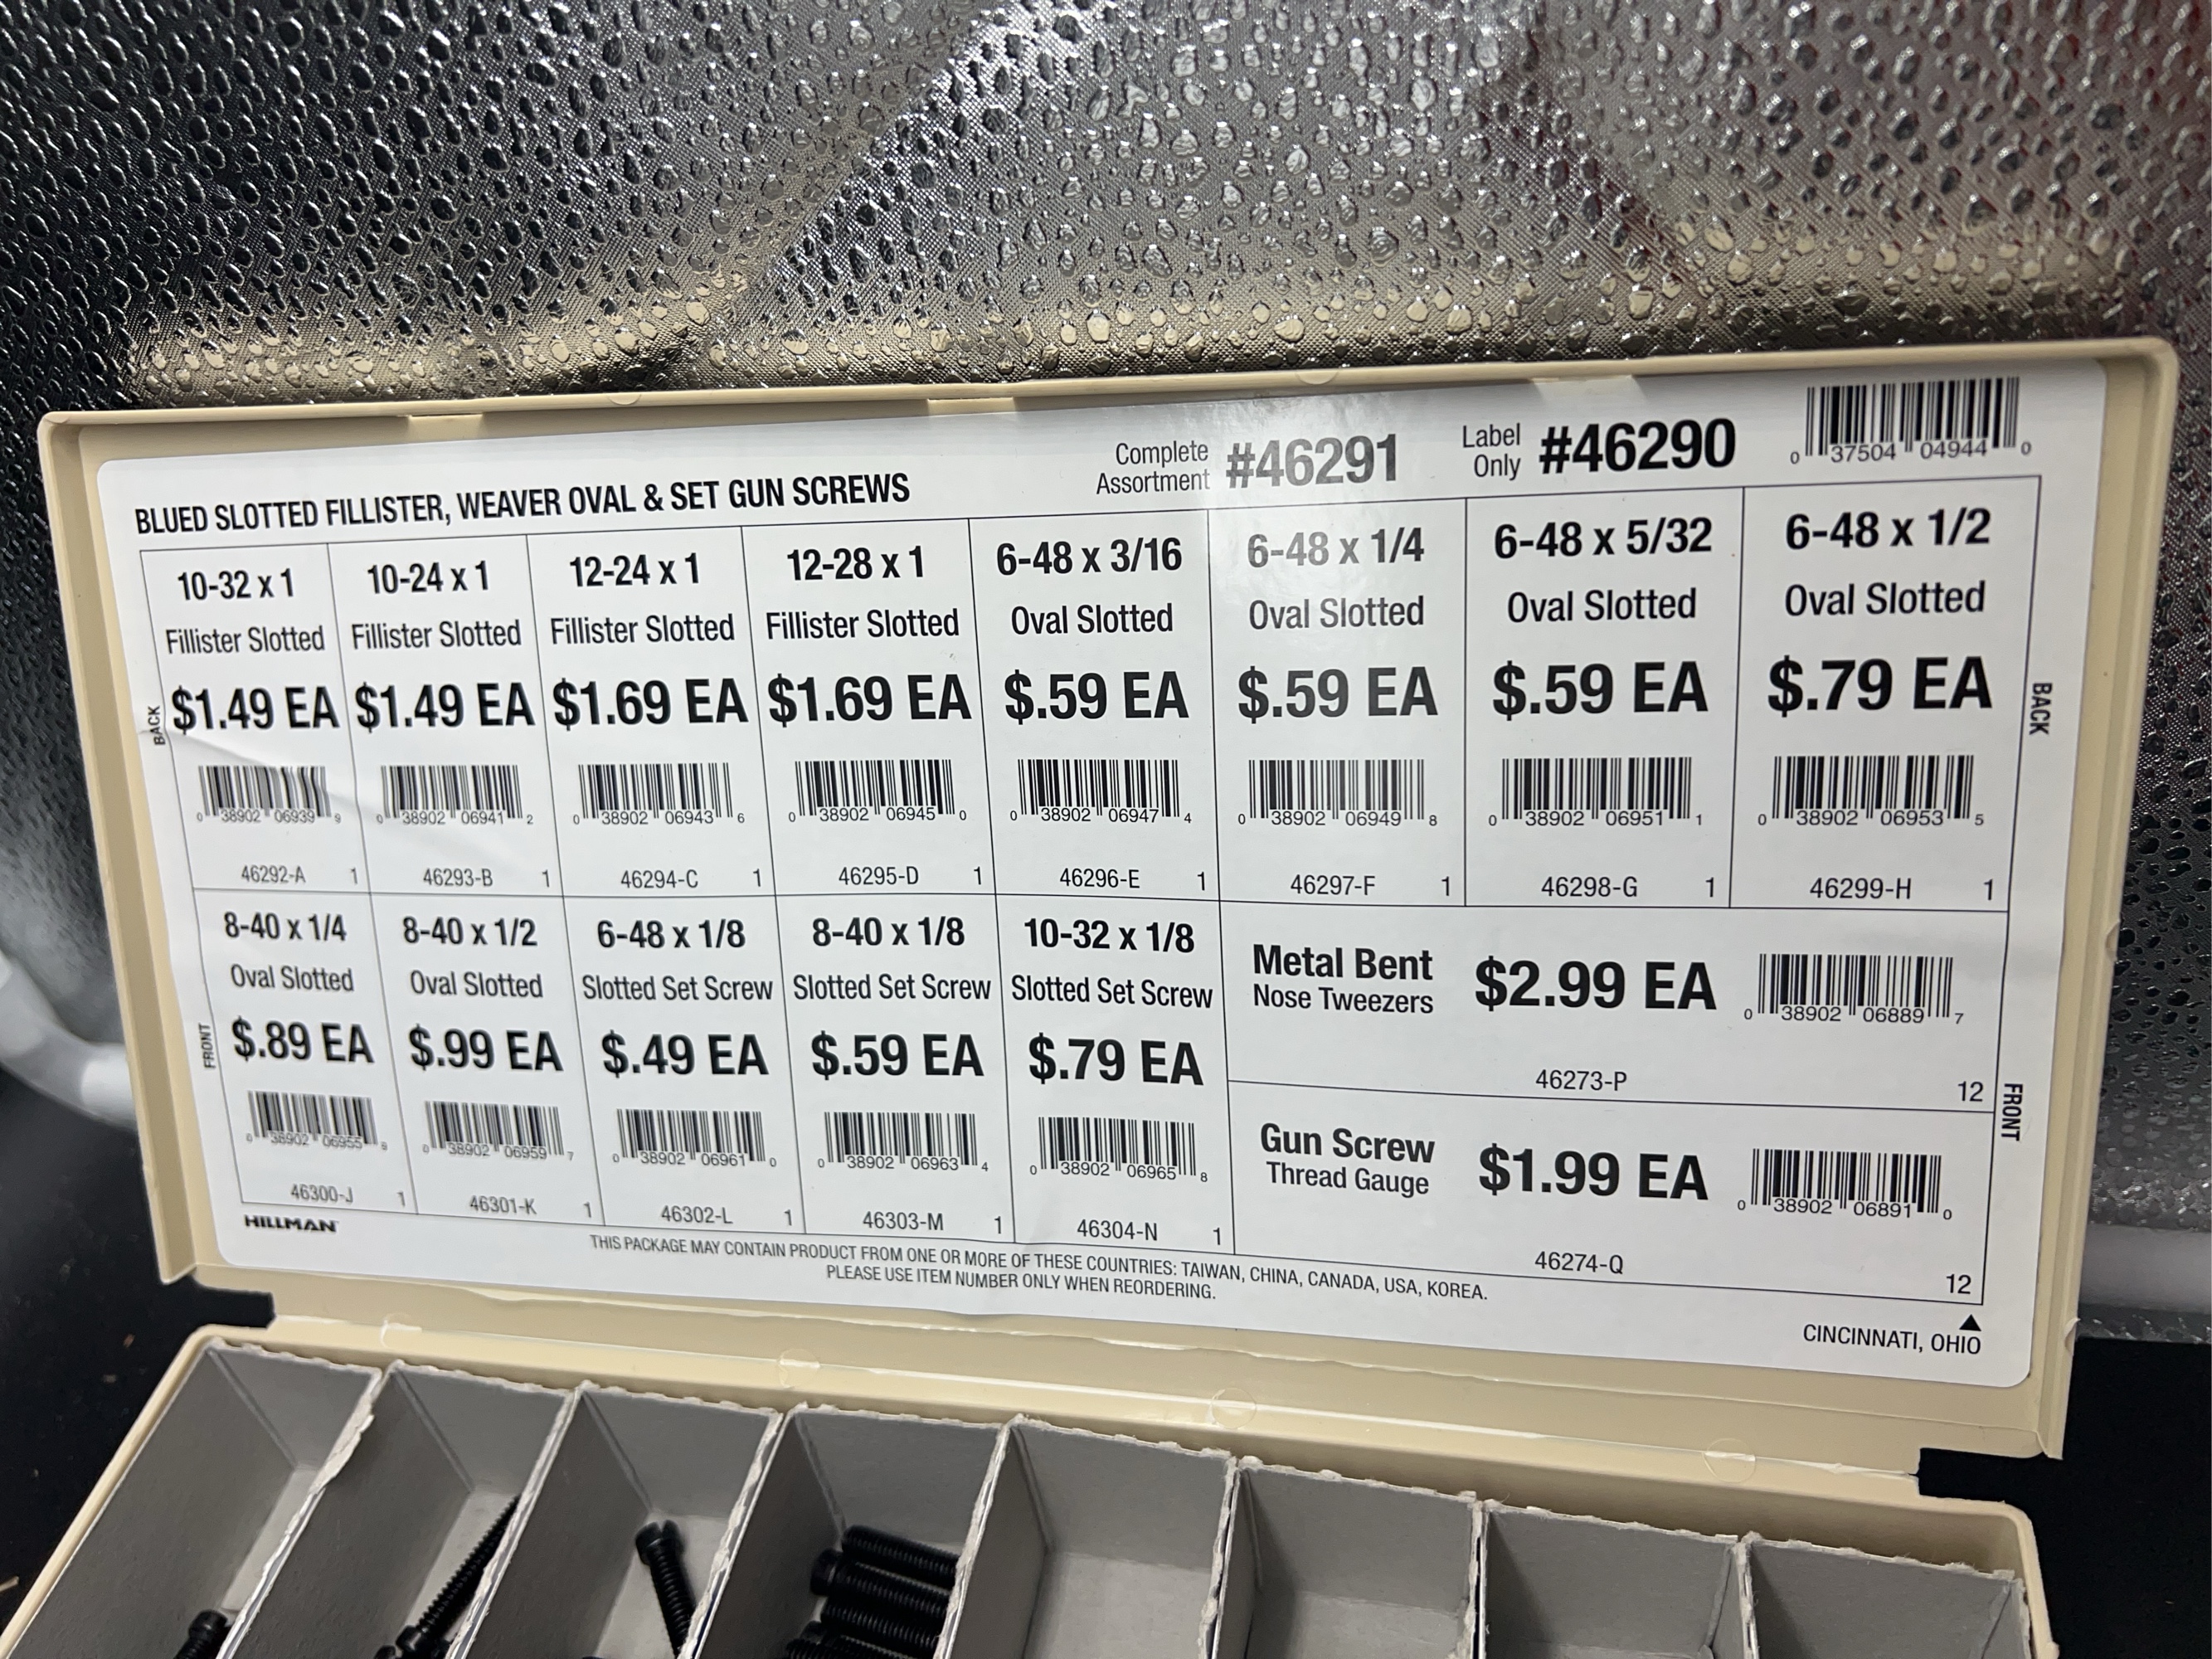 Complete Assortment #46291 Label Only #46290
0 37504 04944 0
BLUED SLOTTED FILLISTER, WEAVER OVAL & SET GUN SCREWS
BACK
10-32 x 1
Fillister Slotted
$1.49 EA
0 38902 06939 9
46292-A 1
10-24 x 1
Fillister Slotted
$1.49 EA
0 38902 06941 2
46293-B 1
12-24 x 1
Fillister Slotted
$1.69 EA
0 38902 06943 6
46294-C 1
12-28 x 1
Fillister Slotted
$1.69 EA
0 38902 06945 0
46295-D 1
6-48 x 3/16
Oval Slotted
$.59 EA
0 38902 06947 4
46296-E 1
6-48 x 1/4
Oval Slotted
$.59 EA
0 38902 06949 8
46297-F 1
6-48 x 5/32
Oval Slotted
$.59 EA
0 38902 06951 1
46298-G 1
6-48 x 1/2
Oval Slotted
$.79 EA
0 38902 06953 5
46299-H 1
BACK
FRONT
8-40 x 1/4
Oval Slotted
$.89 EA
0 38902 06955 9
46300-J 1
8-40 x 1/2
Oval Slotted
$.99 EA
0 38902 06959 7
46301-K 1
6-48 x 1/8
Slotted Set Screw
$.49 EA
0 38902 06961 0
46302-L 1
8-40 x 1/8
Slotted Set Screw
$.59 EA
0 38902 06963 4
46303-M 1
10-32 x 1/8
Slotted Set Screw
$.79 EA
0 38902 06965 8
46304-N 1
Metal Bent
Nose Tweezers
$2.99 EA
0 38902 06889 7
46273-P 12
Gun Screw
Thread Gauge
$1.99 EA
0 38902 06891 0
46274-Q 12
FRONT
HILLMAN
THIS PACKAGE MAY CONTAIN PRODUCT FROM ONE OR MORE OF THESE COUNTRIES: TAIWAN, CHINA, CANADA, USA, KOREA.
PLEASE USE ITEM NUMBER ONLY WHEN REORDERING.
CINCINNATI, OHIO